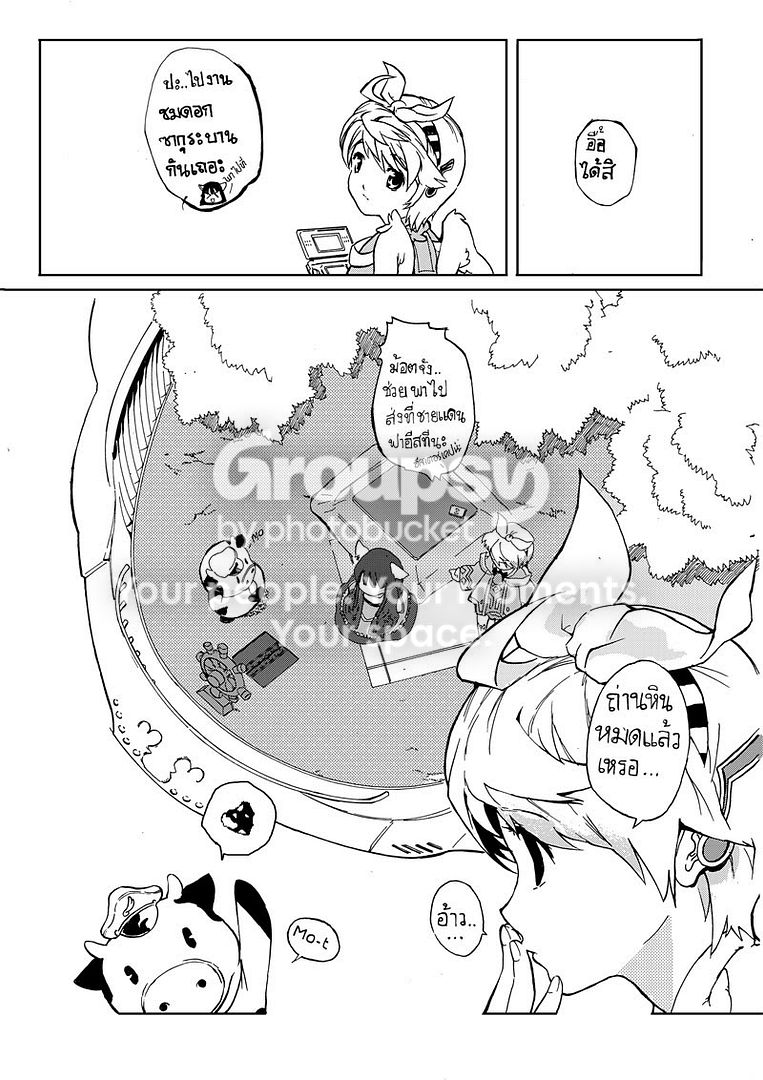 ปะ..ไปงาน
ชมดอก
ซากุระบาน
กันเถอะ
อื้อ
ได้สิ
ม้อตจัง..
ช่วยพาไป
ส่งที่ชายแดน
ฟาอีสทีนะ
Groupsy
by photobucket
Your people. Your moments.
Your space.
MO
ถ่านหิน
หมดแล้ว
เหรอ...
อ้าว..
...
Mo-t